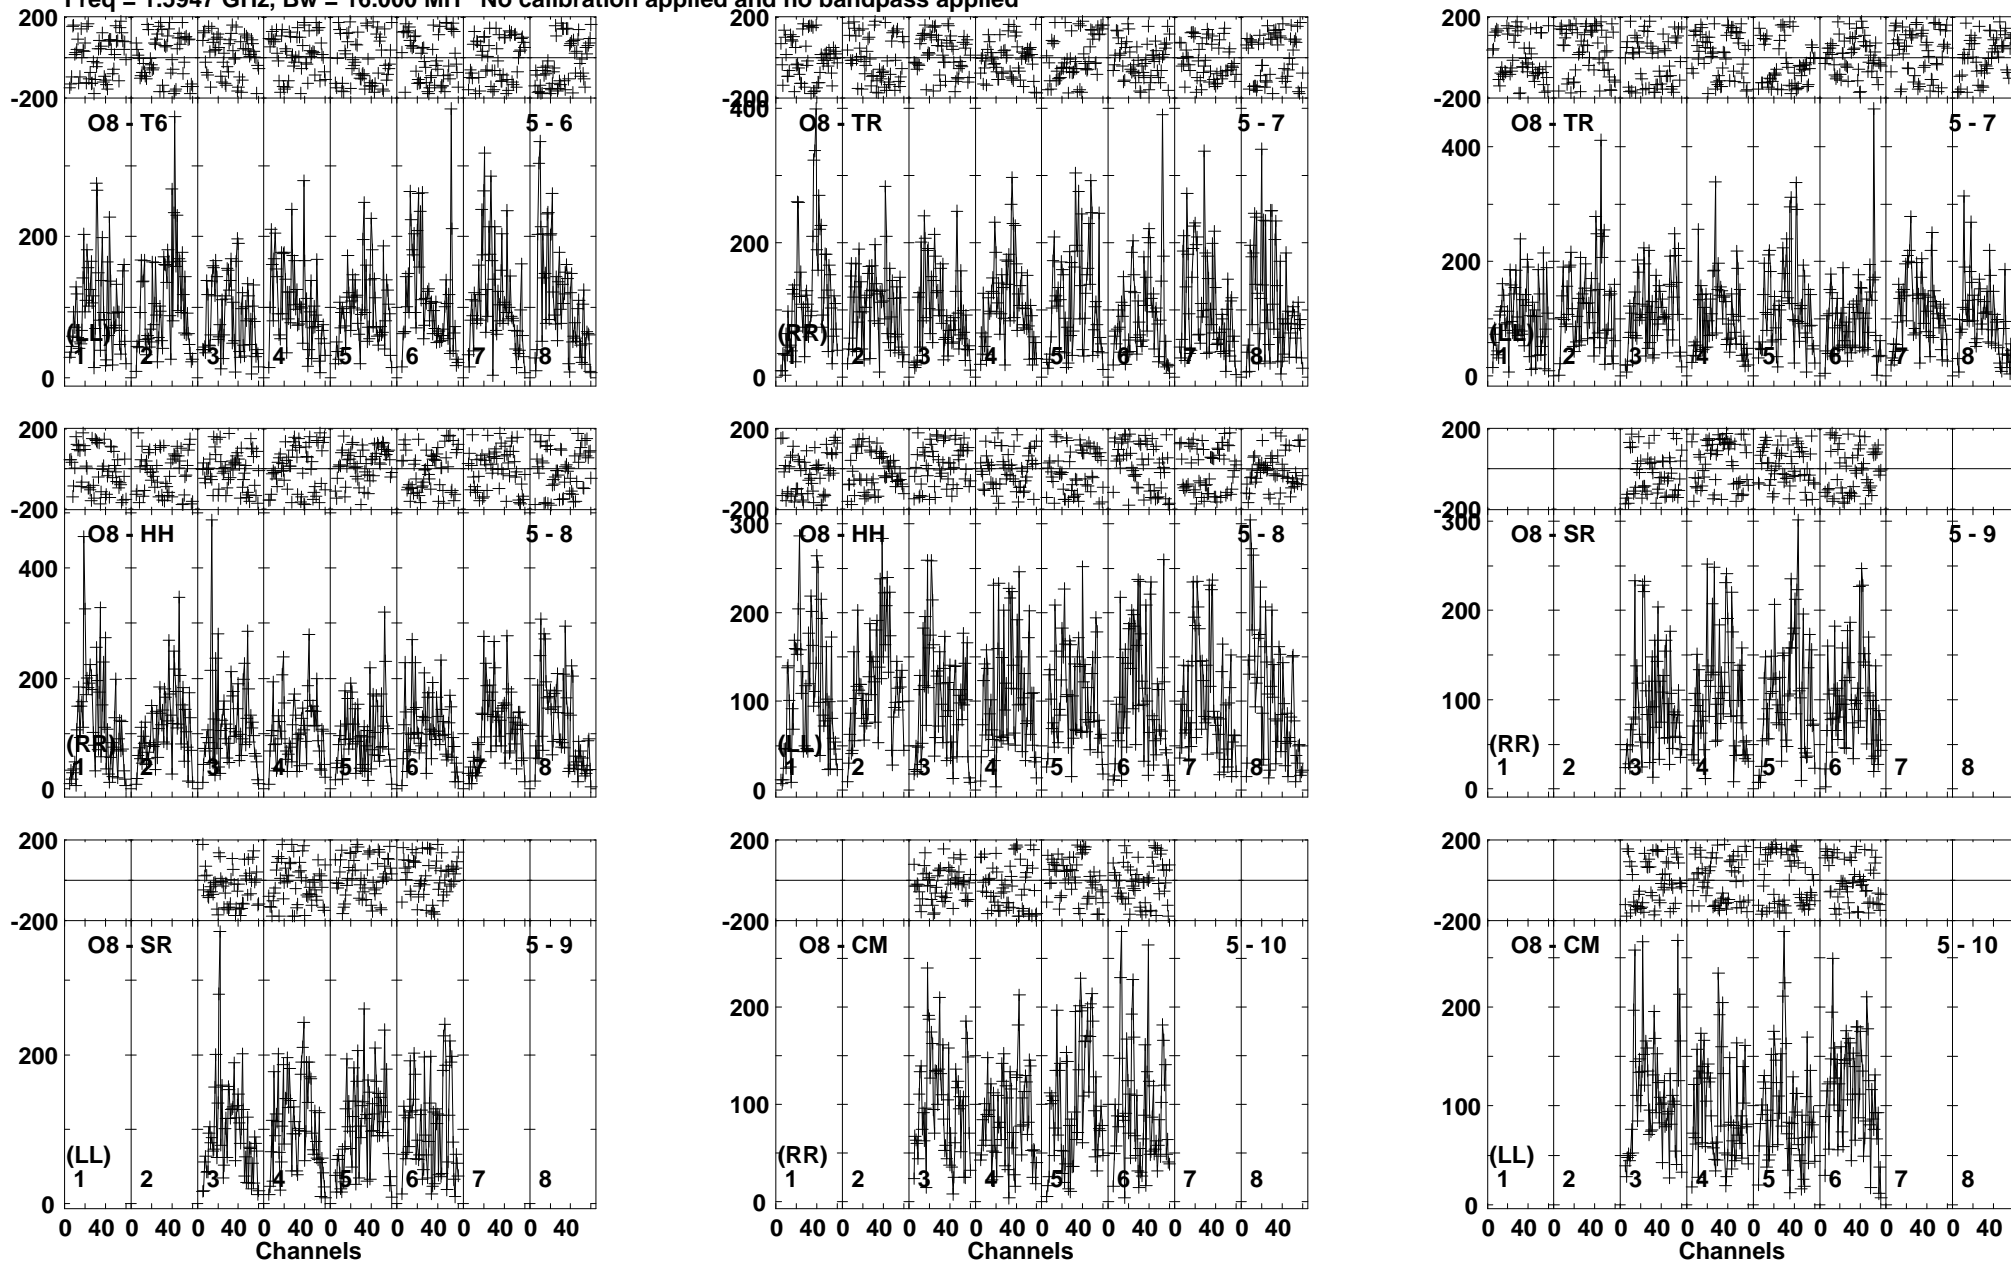 Freq = 1.5947 GHz, Bw = 16.000 MH No calibration applied and no bandpass applied
200 200 200
-200 -200 -200
O8 - T6 5 - 6 400 O8 - TR 5 - 7 O8 - TR 5 - 7
400
200 200 200
(LL) (RR) (LL)
1 2 3 4 5 6 7 8 1 2 3 4 5 6 7 8 1 2 3 4 5 6 7 8
0 0 0
200 200 200
-200 -200 -200
O8 - HH 5 - 8 300 O8 - HH 5 - 8 300 O8 - SR 5 - 9
400
200 200 200
100 100
(RR) (LL) (RR)
1 2 3 4 5 6 7 8 1 2 3 4 5 6 7 8 1 2 3 4 5 6 7 8
0 0 0
200 200 200
-200 -200 -200
O8 - SR 5 - 9 O8 - CM 5 - 10 O8 - CM 5 - 10
200 200 200
100 100
(LL) (RR) (LL)
1 2 3 4 5 6 7 8 1 2 3 4 5 6 7 8 1 2 3 4 5 6 7 8
0 0 0
0 40 0 40 0 40 0 40 0 40 0 40 0 40 0 40 0 40 0 40 0 40 0 40 0 40 0 40 0 40 0 40 0 40 0 40 0 40 0 40 0 40 0 40 0 40 0 40
Channels Channels Channels